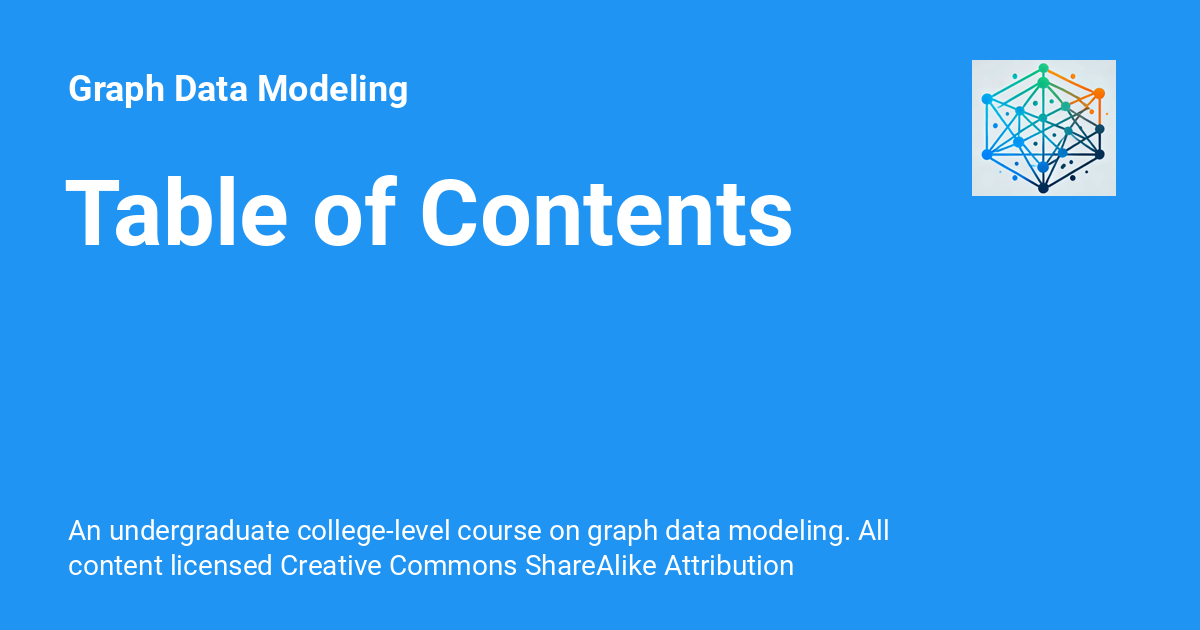 Graph Data Modeling
Table of Contents
An undergraduate college-level course on graph data modeling. All
content licensed Creative Commons ShareAlike Attribution